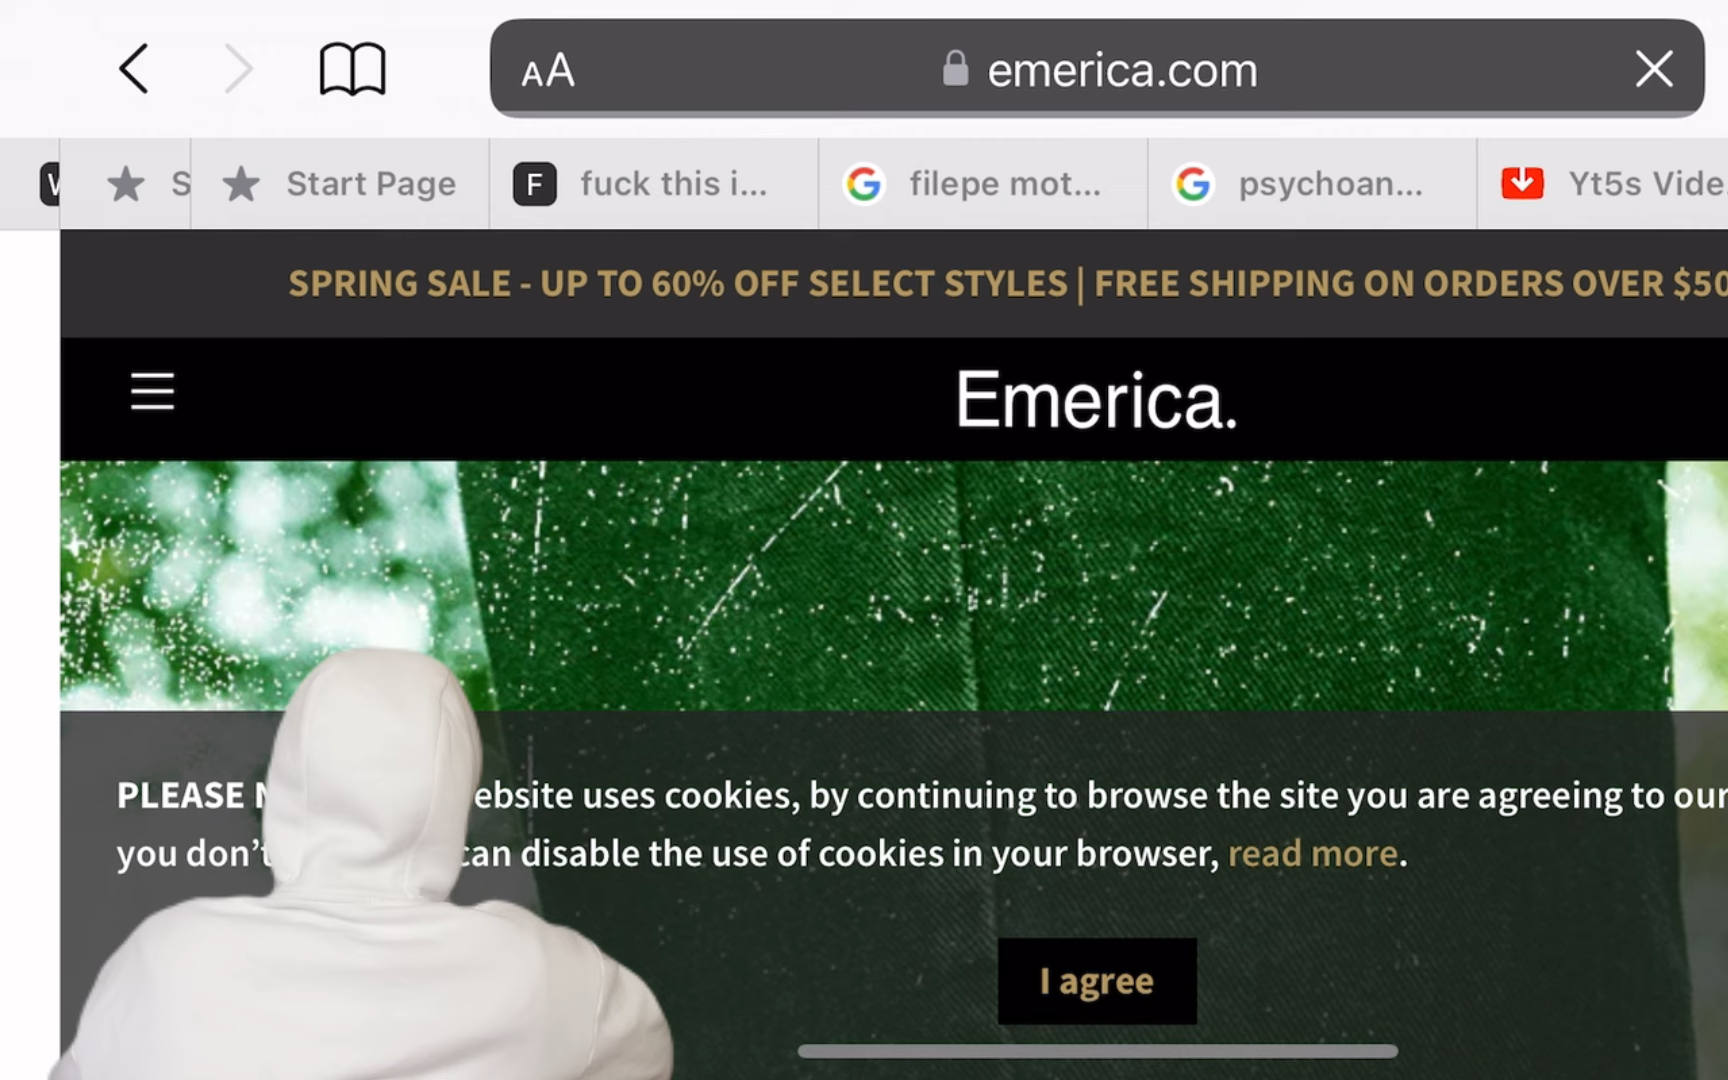 AA emerica.com
S Start Page F fuck this i... filepe mot... psychoan... Yt5s Vide
SPRING SALE - UP TO 60% OFF SELECT STYLES | FREE SHIPPING ON ORDERS OVER $50
Emerica.
PLEASE ebsite uses cookies, by continuing to browse the site you are agreeing to our
you don't can disable the use of cookies in your browser, read more.
I agree